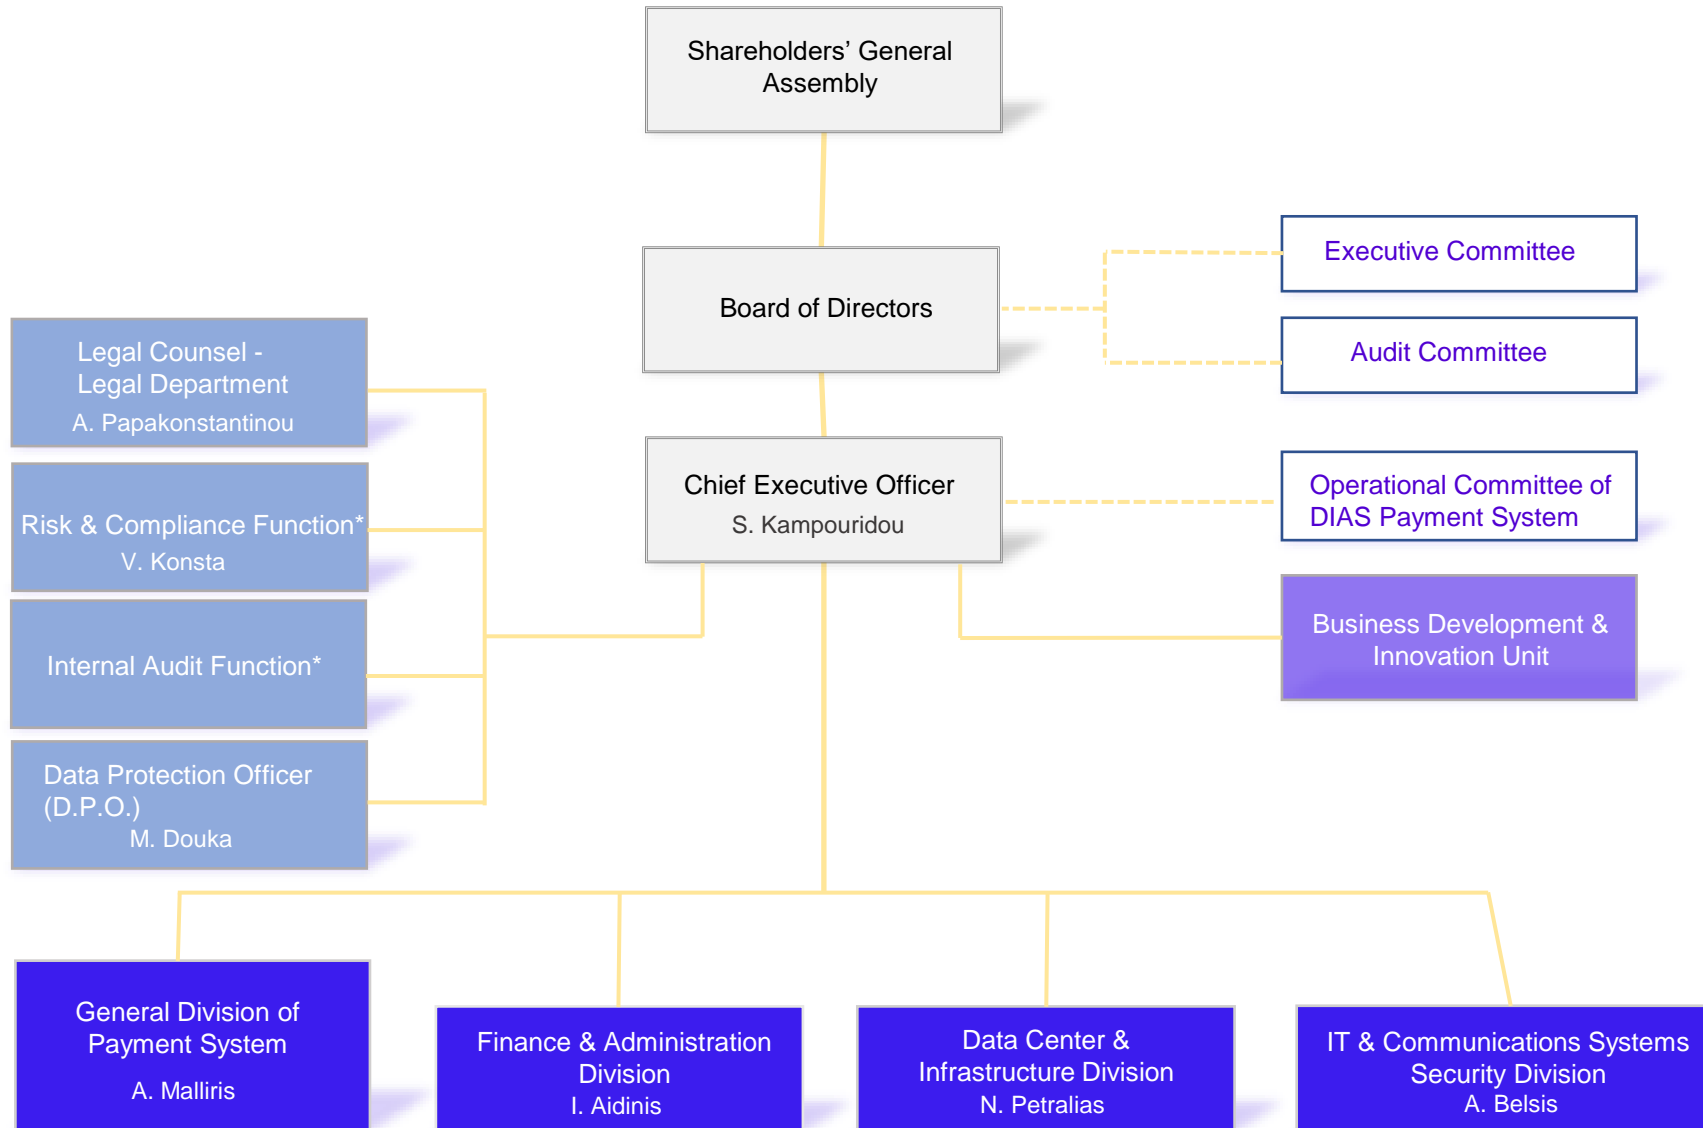 Shareholders’ General
Assembly
Executive Committee
Board of Directors
Audit Committee
Legal Counsel -
Legal Department
A. Papakonstantinou
Chief Executive Officer
S. Kampouridou
Operational Committee of
DIAS Payment System
Risk & Compliance Function*
V. Konsta
Business Development &
Innovation Unit
Internal Audit Function*
Data Protection Officer
(D.P.O.)
M. Douka
General Division of
Payment System
A. Malliris
Finance & Administration
Division
I. Aidinis
Data Center &
Infrastructure Division
N. Petralias
IT & Communications Systems
Security Division
A. Belsis